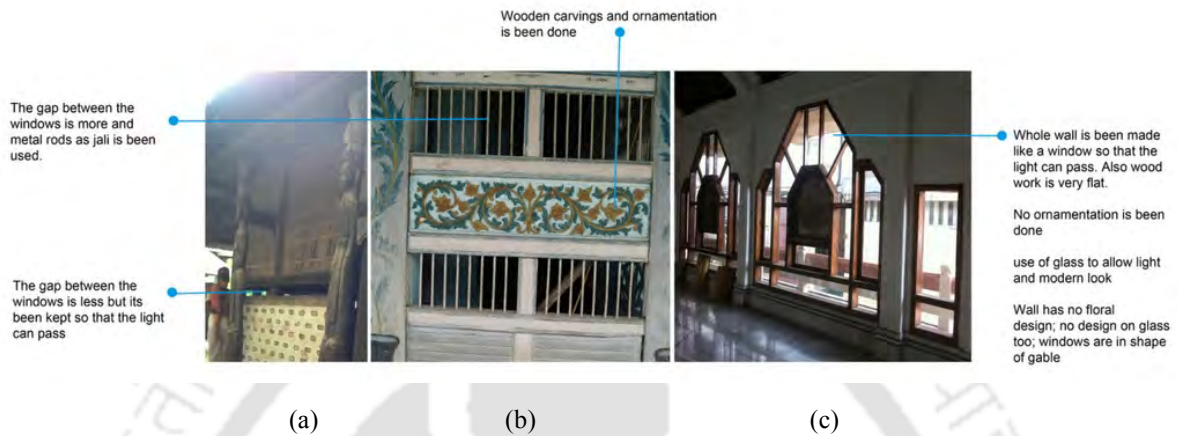 Wooden carvings and ornamentation
is been done
The gap between the
windows is more and
metal rods as jali is been
used.
The gap between the
windows is less but its
been kept so that the light
can pass
Whole wall is been made
like a window so that the
light can pass. Also wood
work is very flat.
No ornamentation is been
done
use of glass to allow light
and modern look
Wall has no floral
design; no design on glass
too; windows are in shape
of gable
(a) (b) (c)